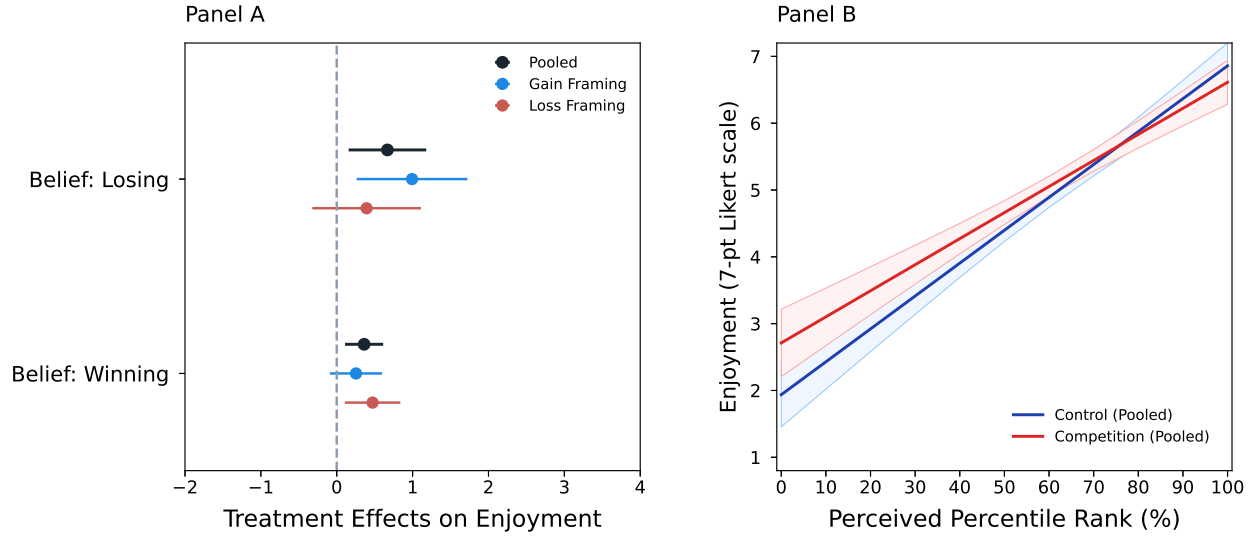 Panel A
Pooled
Gain Framing
Loss Framing
Belief: Losing
Belief: Winning
−2 −1 0 1 2 3 4
Treatment Effects on Enjoyment
Panel B
Enjoyment (7-pt Likert scale)
7
6
5
4
3
2
1
Control (Pooled)
Competition (Pooled)
0 10 20 30 40 50 60 70 80 90 100
Perceived Percentile Rank (%)